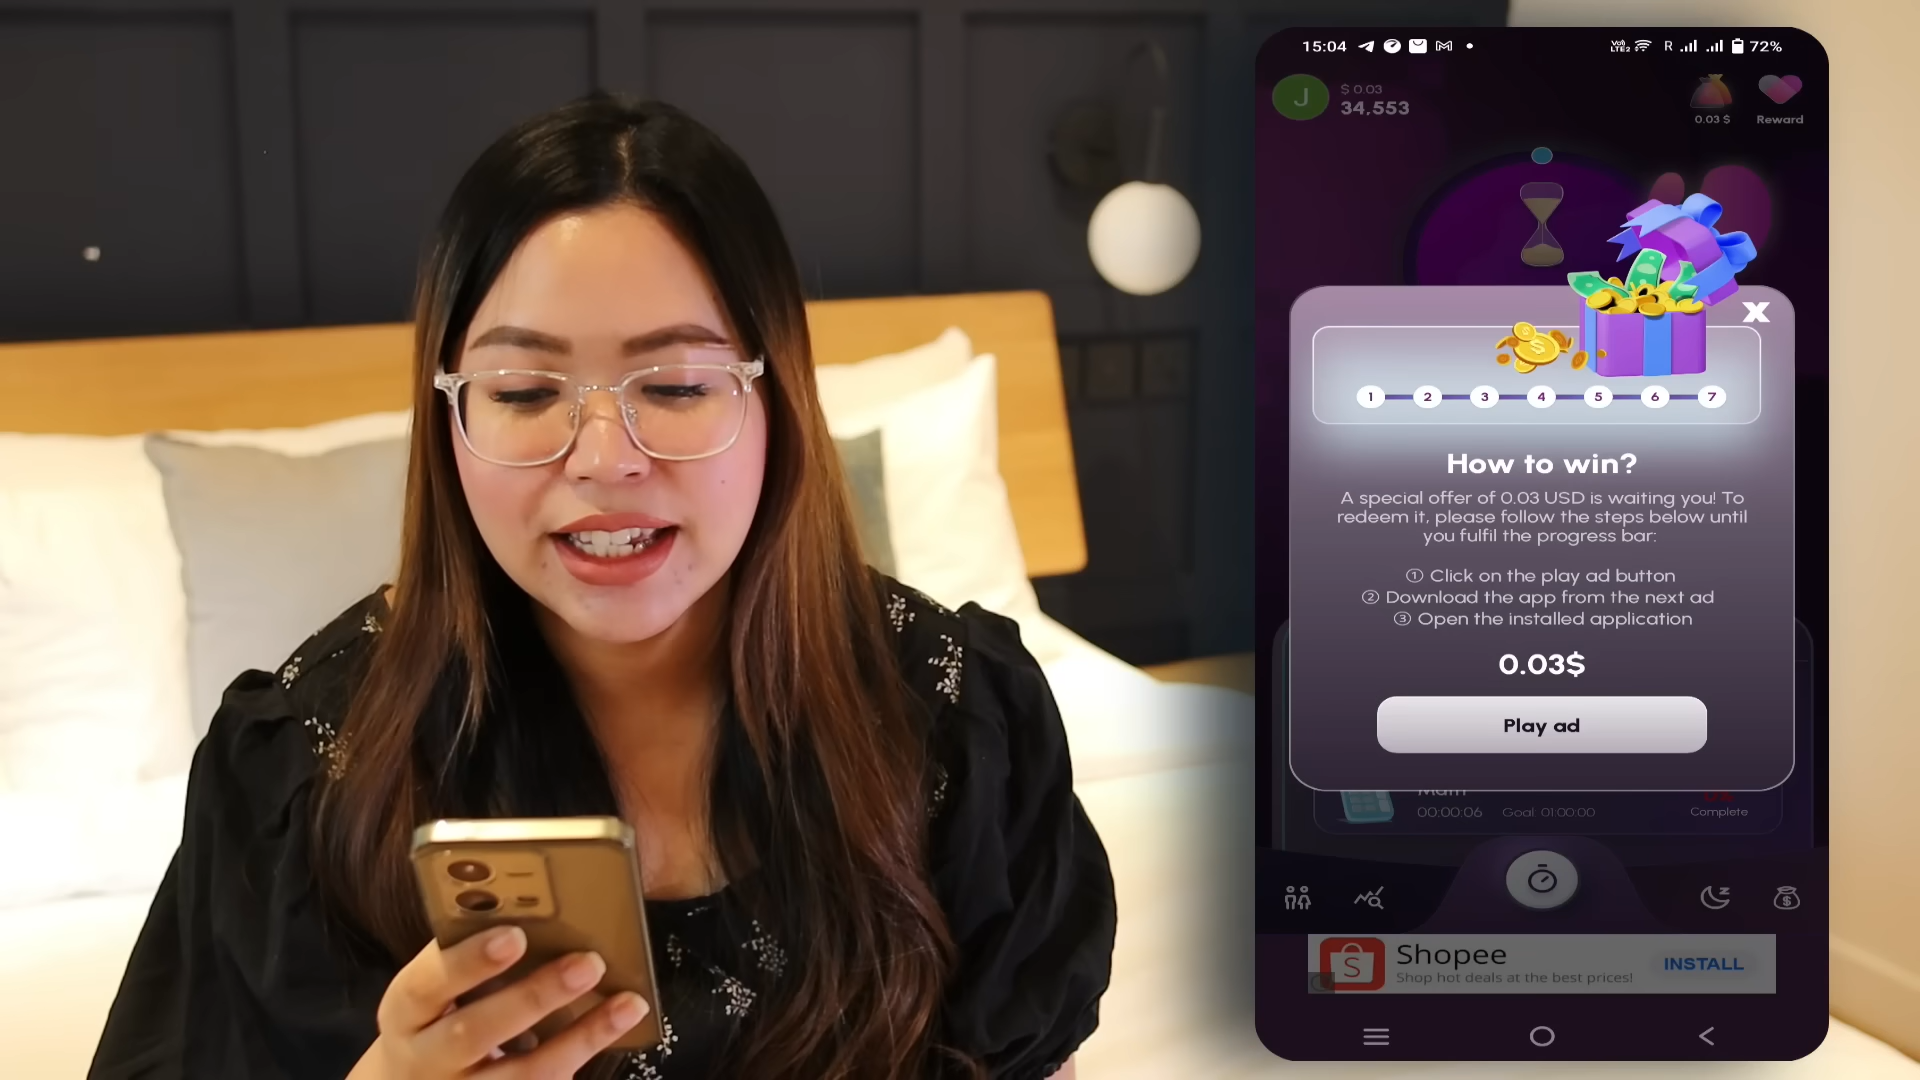 15:04
R
72%
J
$ 0.03
34,553
0.03 $
Reward
X
1
2
3
4
5
6
7
How to win?
A special offer of 0.03 USD is waiting you! To
redeem it, please follow the steps below until
you fulfil the progress bar:
① Click on the play ad button
② Download the app from the next ad
③ Open the installed application
0.03$
Play ad
Math
00:00:06
Goal 01:00:00
Complete
Shopee
Shop hot deals at the best prices!
INSTALL